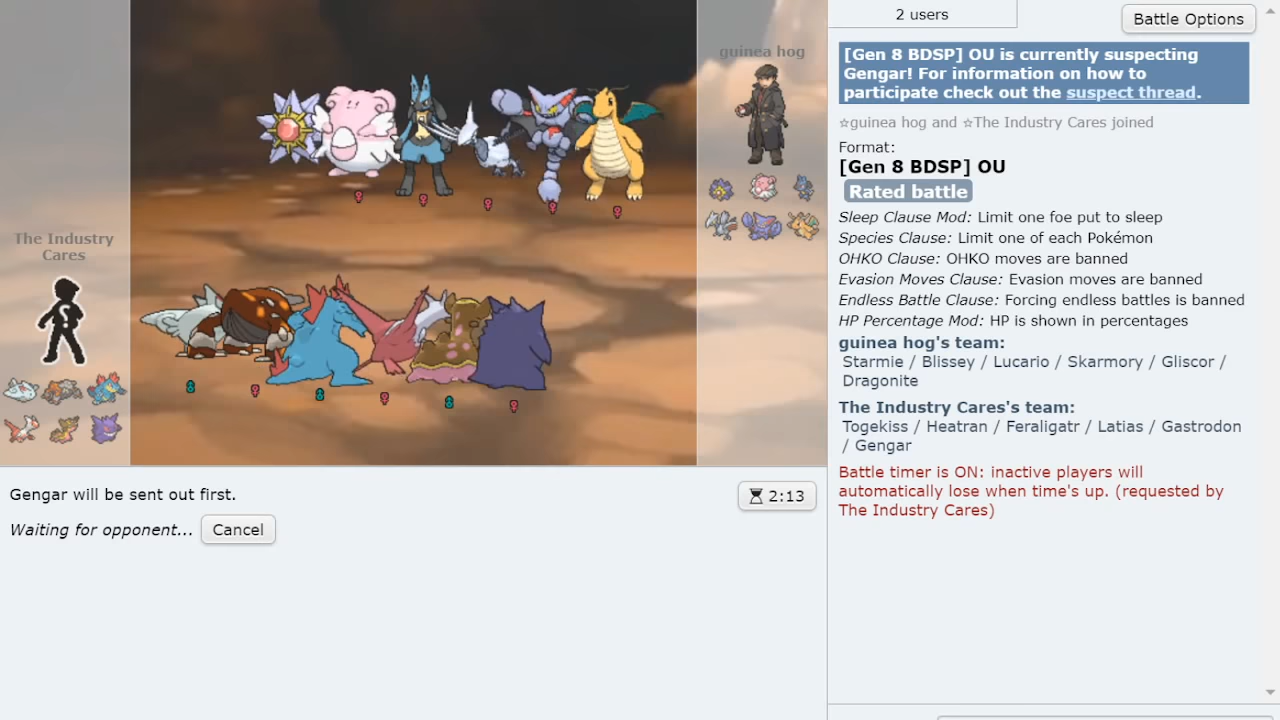 2 users
Battle Options
guinea hog
The Industry
Cares
[Gen 8 BDSP] OU is currently suspecting
Gengar! For information on how to
participate check out the suspect thread.
☆guinea hog and ☆The Industry Cares joined
Format:
[Gen 8 BDSP] OU
Rated battle
Sleep Clause Mod: Limit one foe put to sleep
Species Clause: Limit one of each Pokémon
OHKO Clause: OHKO moves are banned
Evasion Moves Clause: Evasion moves are banned
Endless Battle Clause: Forcing endless battles is banned
HP Percentage Mod: HP is shown in percentages
guinea hog's team:
Starmie / Blissey / Lucario / Skarmory / Gliscor /
Dragonite
The Industry Cares's team:
Togekiss / Heatran / Feraligatr / Latias / Gastrodon
/ Gengar
Battle timer is ON: inactive players will
automatically lose when time's up. (requested by
The Industry Cares)
Gengar will be sent out first.
2:13
Waiting for opponent...
Cancel